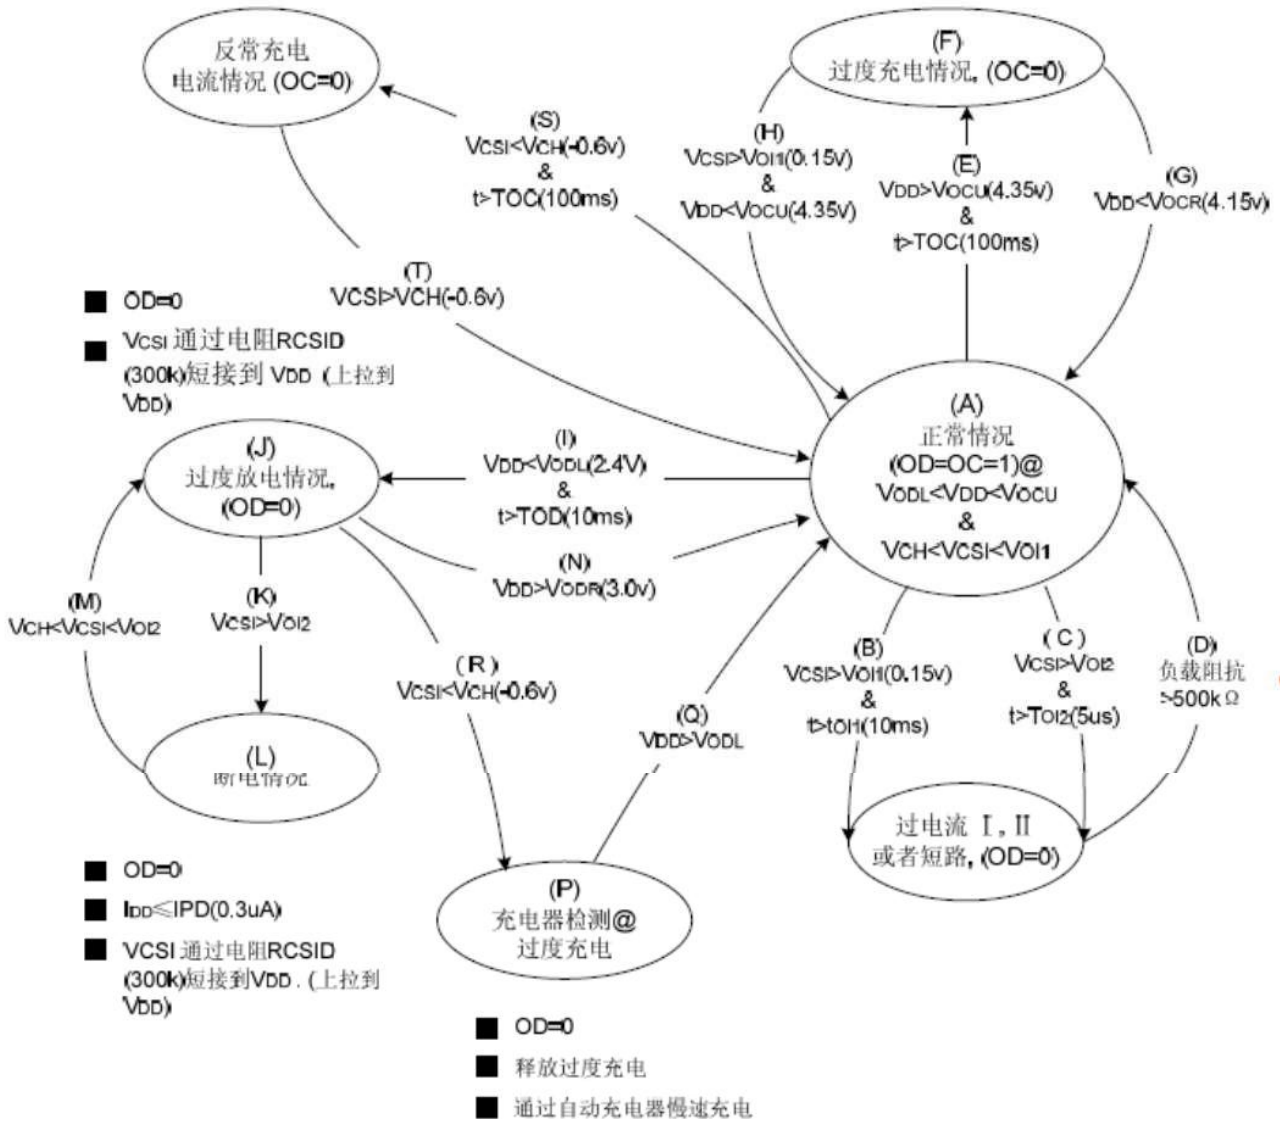 反常充电
电流情况 (OC=0)
(F)
过度充电情况, (OC=0)
(S)
VCSI<VCH(-0.6v)
&
t>TOC(100ms)
(H)
VCSI>VOI1(0.15v)
&
VDD<VOCU(4.35v)
(E)
VDD>VOCU(4.35v)
&
t>TOC(100ms)
(G)
VDD<VOCR(4.15v)
(T)
VCSI>VCH(-0.6v)
■ OD=0
■ VCSI 通过电阻RCSID
(300k)短接到 VDD (上拉到
VDD)
(J)
过度放电情况,
(OD=0)
(I)
VDD<VODL(2.4V)
&
t>TOD(10ms)
(N)
VDD>VODR(3.0v)
(A)
正常情况
(OD=OC=1)@
VODL<VDD<VOCU
&
VCH<VCSI<VOI1
(M)
VCH<VCSI<VOI2
(K)
VCSI>VOI2
(R)
VCSI<VCH(-0.6v)
(Q)
VDD>VODL
(B)
VCSI>VOI1(0.15v)
&
t>tOI1(10ms)
(C)
VCSI>VOI2
&
t>TOI2(5us)
(D)
负载阻抗
>500kΩ
(L)
断电情况
过电流 Ⅰ, Ⅱ
或者短路, (OD=0)
■ OD=0
■ IDD≤IPD(0.3uA)
■ VCSI 通过电阻RCSID
(300k)短接到VDD. (上拉到
VDD)
(P)
充电器检测@
过度充电
■ OD=0
■ 释放过度充电
■ 通过自动充电器慢速充电